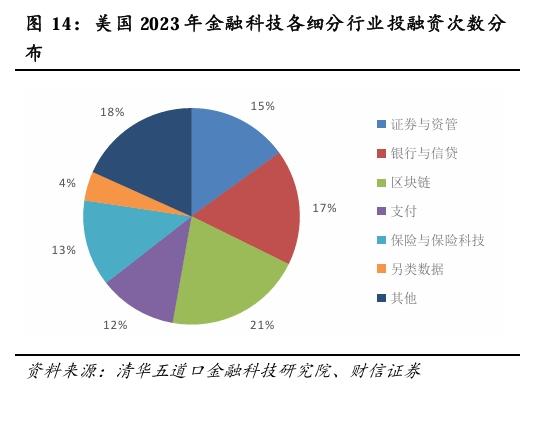 图 14：美国 2023 年金融科技各细分行业投融资次数分
布
18%
15%
4%
17%
13%
12%
21%
证券与资管
银行与信贷
区块链
支付
保险与保险科技
另类数据
其他
资料来源：清华五道口金融科技研究院、财信证券